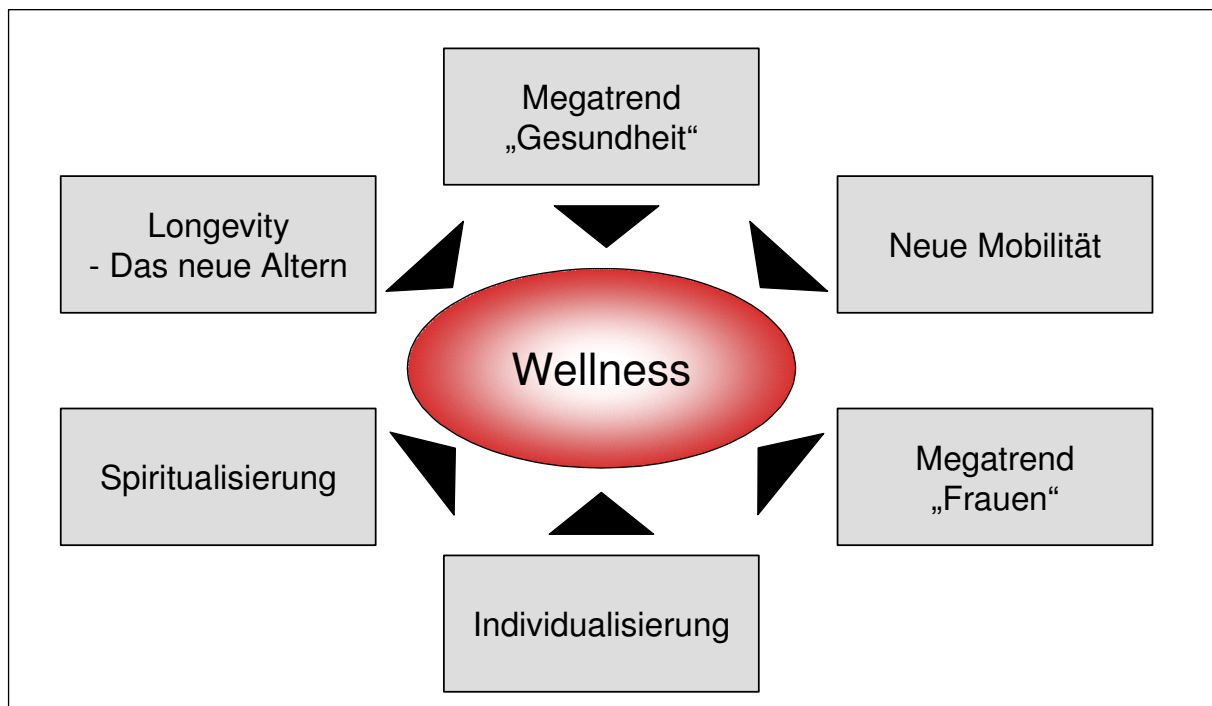 Megatrend
„Gesundheit“
Longevity
- Das neue Altern
Neue Mobilität
Wellness
Spiritualisierung
Megatrend
„Frauen“
Individualisierung